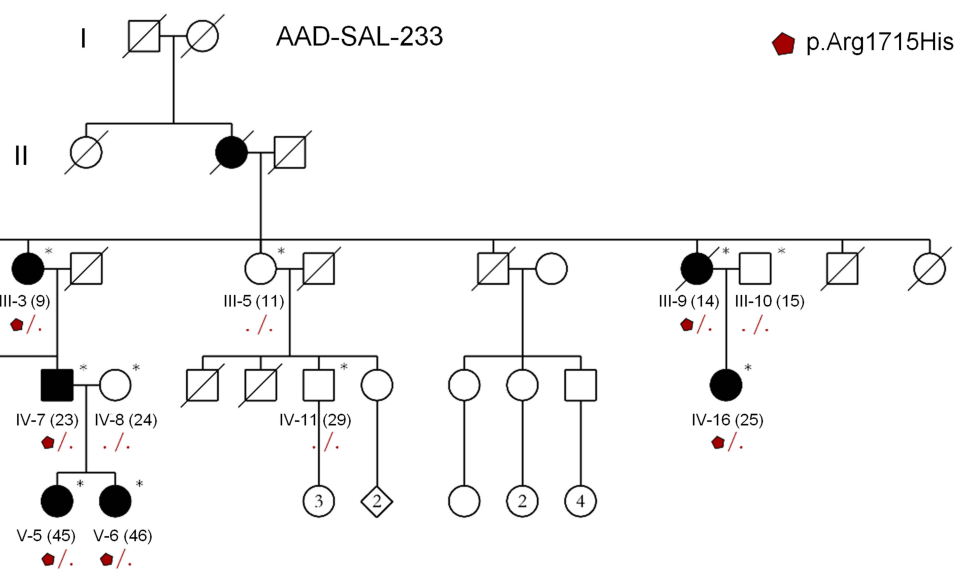 I
AAD-SAL-233
p.Arg1715His
II
* * * *
III-3 (9) III-5 (11) III-9 (14) III-10 (15)
/. . /. /. . /.
* * * *
IV-7 (23) IV-8 (24) IV-11 (29) IV-16 (25)
/. . /. . /. /.
* *
3 2 2 4
V-5 (45) V-6 (46)
/. /.